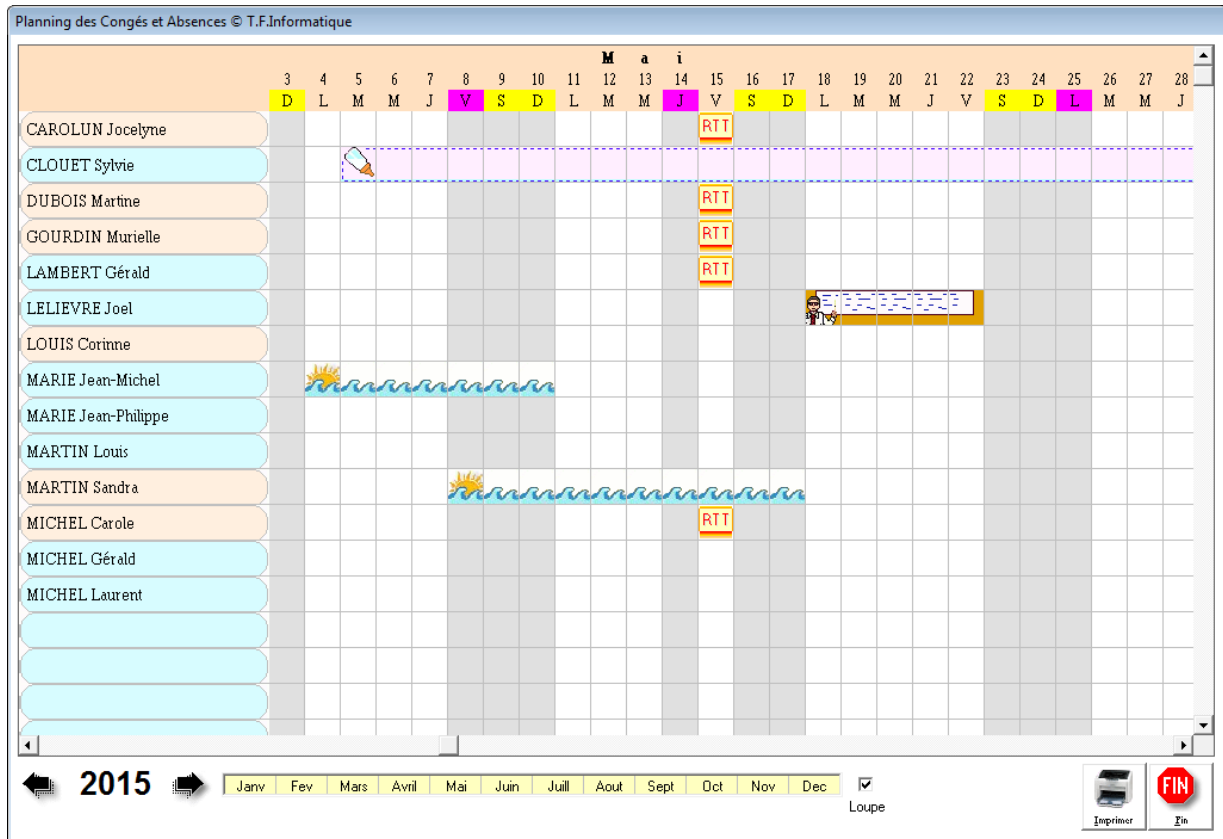 Planning des Congés et Absences © T.F.Informatique
M a i
3 4 5 6 7 8 9 10 11 12 13 14 15 16 17 18 19 20 21 22 23 24 25 26 27 28
D L M M J V S D L M M J V S D L M M J V S D L M M J
CAROLUN Jocelyne RTT
CLOUET Sylvie
DUBOIS Martine RTT
GOURDIN Murielle RTT
LAMBERT Gérald RTT
LELIEVRE Joel
LOUIS Corinne
MARIE Jean-Michel
MARIE Jean-Philippe
MARTIN Louis
MARTIN Sandra
MICHEL Carole RTT
MICHEL Gérald
MICHEL Laurent
2015 Janv Fev Mars Avril Mai Juin Juill Aout Sept Oct Nov Dec
Loupe
FIN
Imprimer Fin